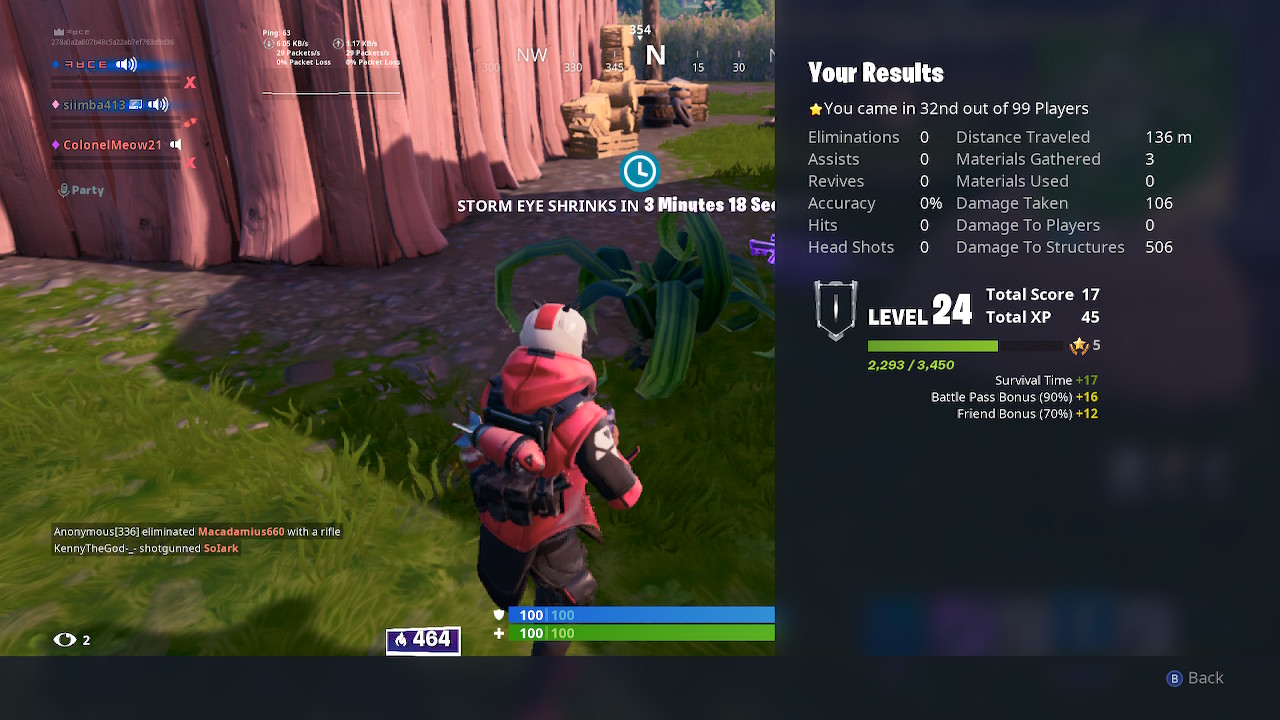 ㅋㅂㄷㄷ
ㅋㅂㄷㄷ
siimba413
ColonelMeow21
Party
Ping: 63
6.05 KB/s 1.17 KB/s
29 Packets/s 29 Packets/s
0% Packet Loss 0% Packet Loss
354
300 NW 330 345 N 15 30
STORM EYE SHRINKS IN 3 Minutes 18 Sec
Anonymous[336] eliminated Macadamius660 with a rifle
KennyTheGod-_- shotgunned SoIark
2
464
100 100
100 100
Your Results
You came in 32nd out of 99 Players
Eliminations 0 Distance Traveled 136 m
Assists 0 Materials Gathered 3
Revives 0 Materials Used 0
Accuracy 0% Damage Taken 106
Hits 0 Damage To Players 0
Head Shots 0 Damage To Structures 506
LEVEL 24
Total Score 17
Total XP 45
5
2,293 / 3,450
Survival Time +17
Battle Pass Bonus (90%) +16
Friend Bonus (70%) +12
B Back